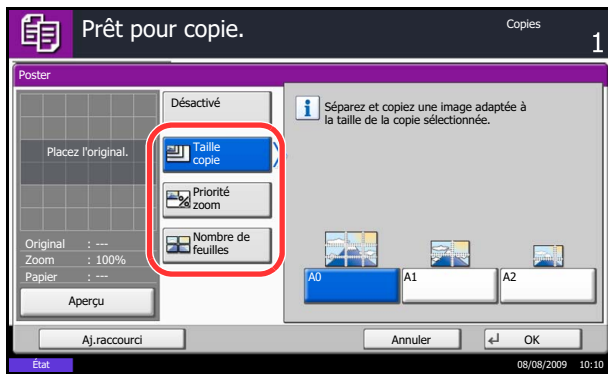 Prêt pour copie.
Copies
1
Poster
Placez l'original.
Original : ---
Zoom : 100%
Papier : ---
Aperçu
Désactivé
Taille
copie
Priorité
zoom
Nombre de
feuilles
Séparez et copiez une image adaptée à
la taille de la copie sélectionnée.
A0
A1
A2
Aj.raccourci
Annuler
OK
État
08/08/2009 10:10